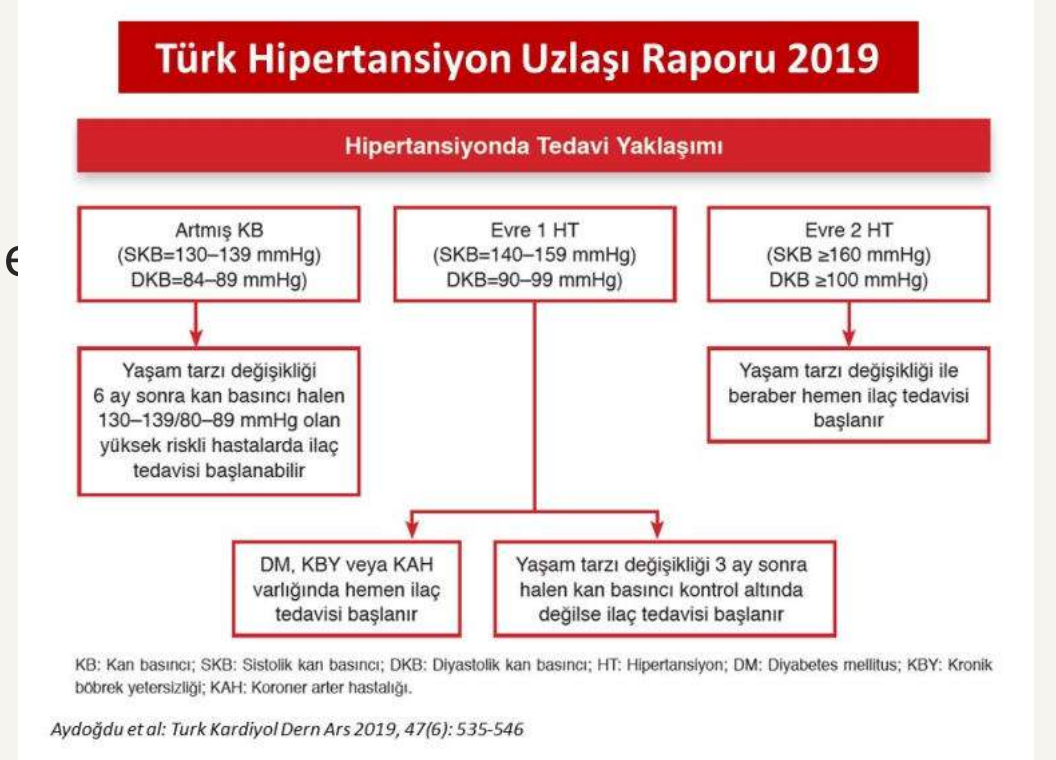 Türk Hipertansiyon Uzlaşı Raporu 2019
Hipertansiyonda Tedavi Yaklaşımı
Artmış KB
(SKB=130–139 mmHg)
DKB=84–89 mmHg)
Evre 1 HT
(SKB=140–159 mmHg)
DKB=90–99 mmHg)
Evre 2 HT
(SKB ≥160 mmHg)
DKB ≥100 mmHg)
e
Yaşam tarzı değişikliği
6 ay sonra kan basıncı halen
130–139/80–89 mmHg olan
yüksek riskli hastalarda ilaç
tedavisi başlanabilir
Yaşam tarzı değişikliği ile
beraber hemen ilaç tedavisi
başlanır
DM, KBY veya KAH
varlığında hemen ilaç
tedavisi başlanır
Yaşam tarzı değişikliği 3 ay sonra
halen kan basıncı kontrol altında
değilse ilaç tedavisi başlanır
KB: Kan basıncı; SKB: Sistolik kan basıncı; DKB: Diyastolik kan basıncı; HT: Hipertansiyon; DM: Diyabetes mellitus; KBY: Kronik
böbrek yetersizliği; KAH: Koroner arter hastalığı.
Aydoğdu et al: Turk Kardiyol Dern Ars 2019, 47(6): 535-546